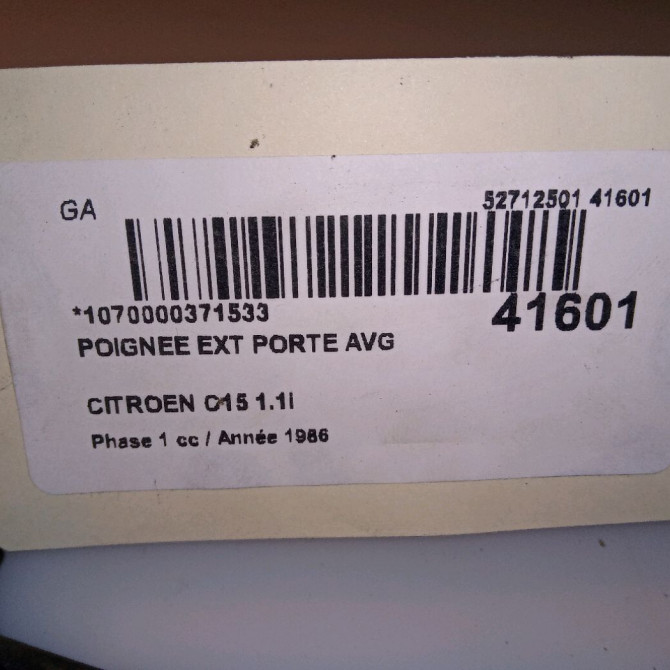 GA
52712501 41601
*1070000371533
41601
POIGNEE EXT PORTE AVG
CITROEN C15 1.1i
Phase 1 cc / Année 1986